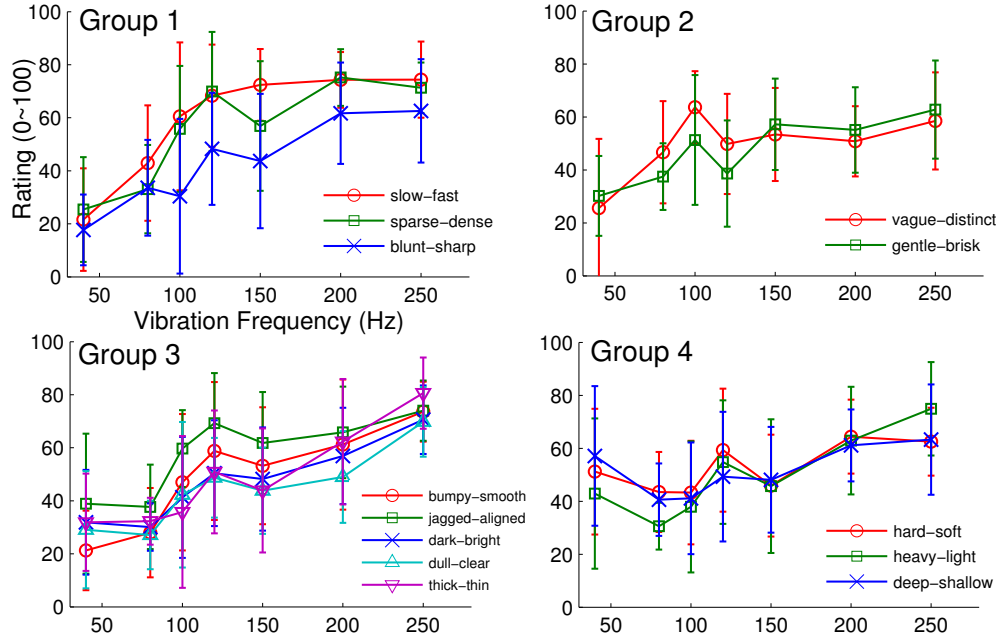 Group 1
Rating (0~100)
100
80
60
40
20
0
slow-fast
sparse-dense
blunt-sharp
50 100 150 200 250
Vibration Frequency (Hz)
Group 2
100
80
60
40
20
0
vague-distinct
gentle-brisk
50 100 150 200 250
Group 3
100
80
60
40
20
0
bumpy-smooth
jagged-aligned
dark-bright
dull-clear
thick-thin
50 100 150 200 250
Group 4
100
80
60
40
20
0
hard-soft
heavy-light
deep-shallow
50 100 150 200 250